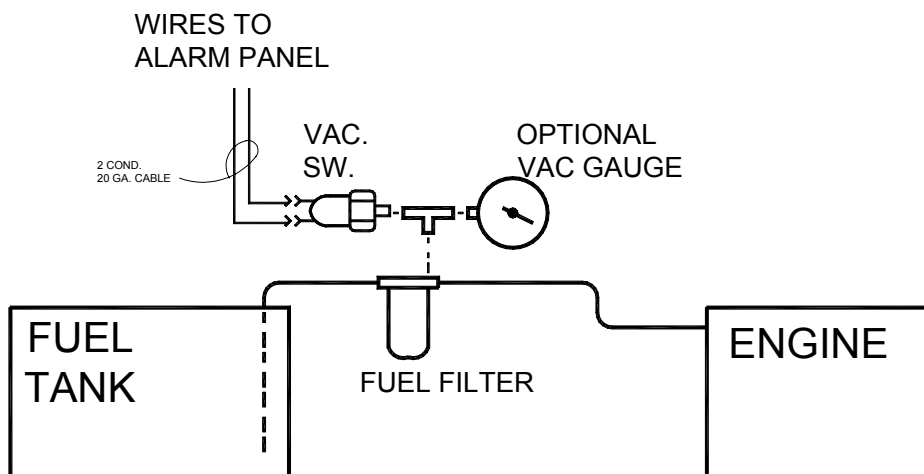 WIRES TO
ALARM PANEL
2 COND.
20 GA. CABLE
VAC.
SW.
OPTIONAL
VAC GAUGE
FUEL
TANK
FUEL FILTER
ENGINE